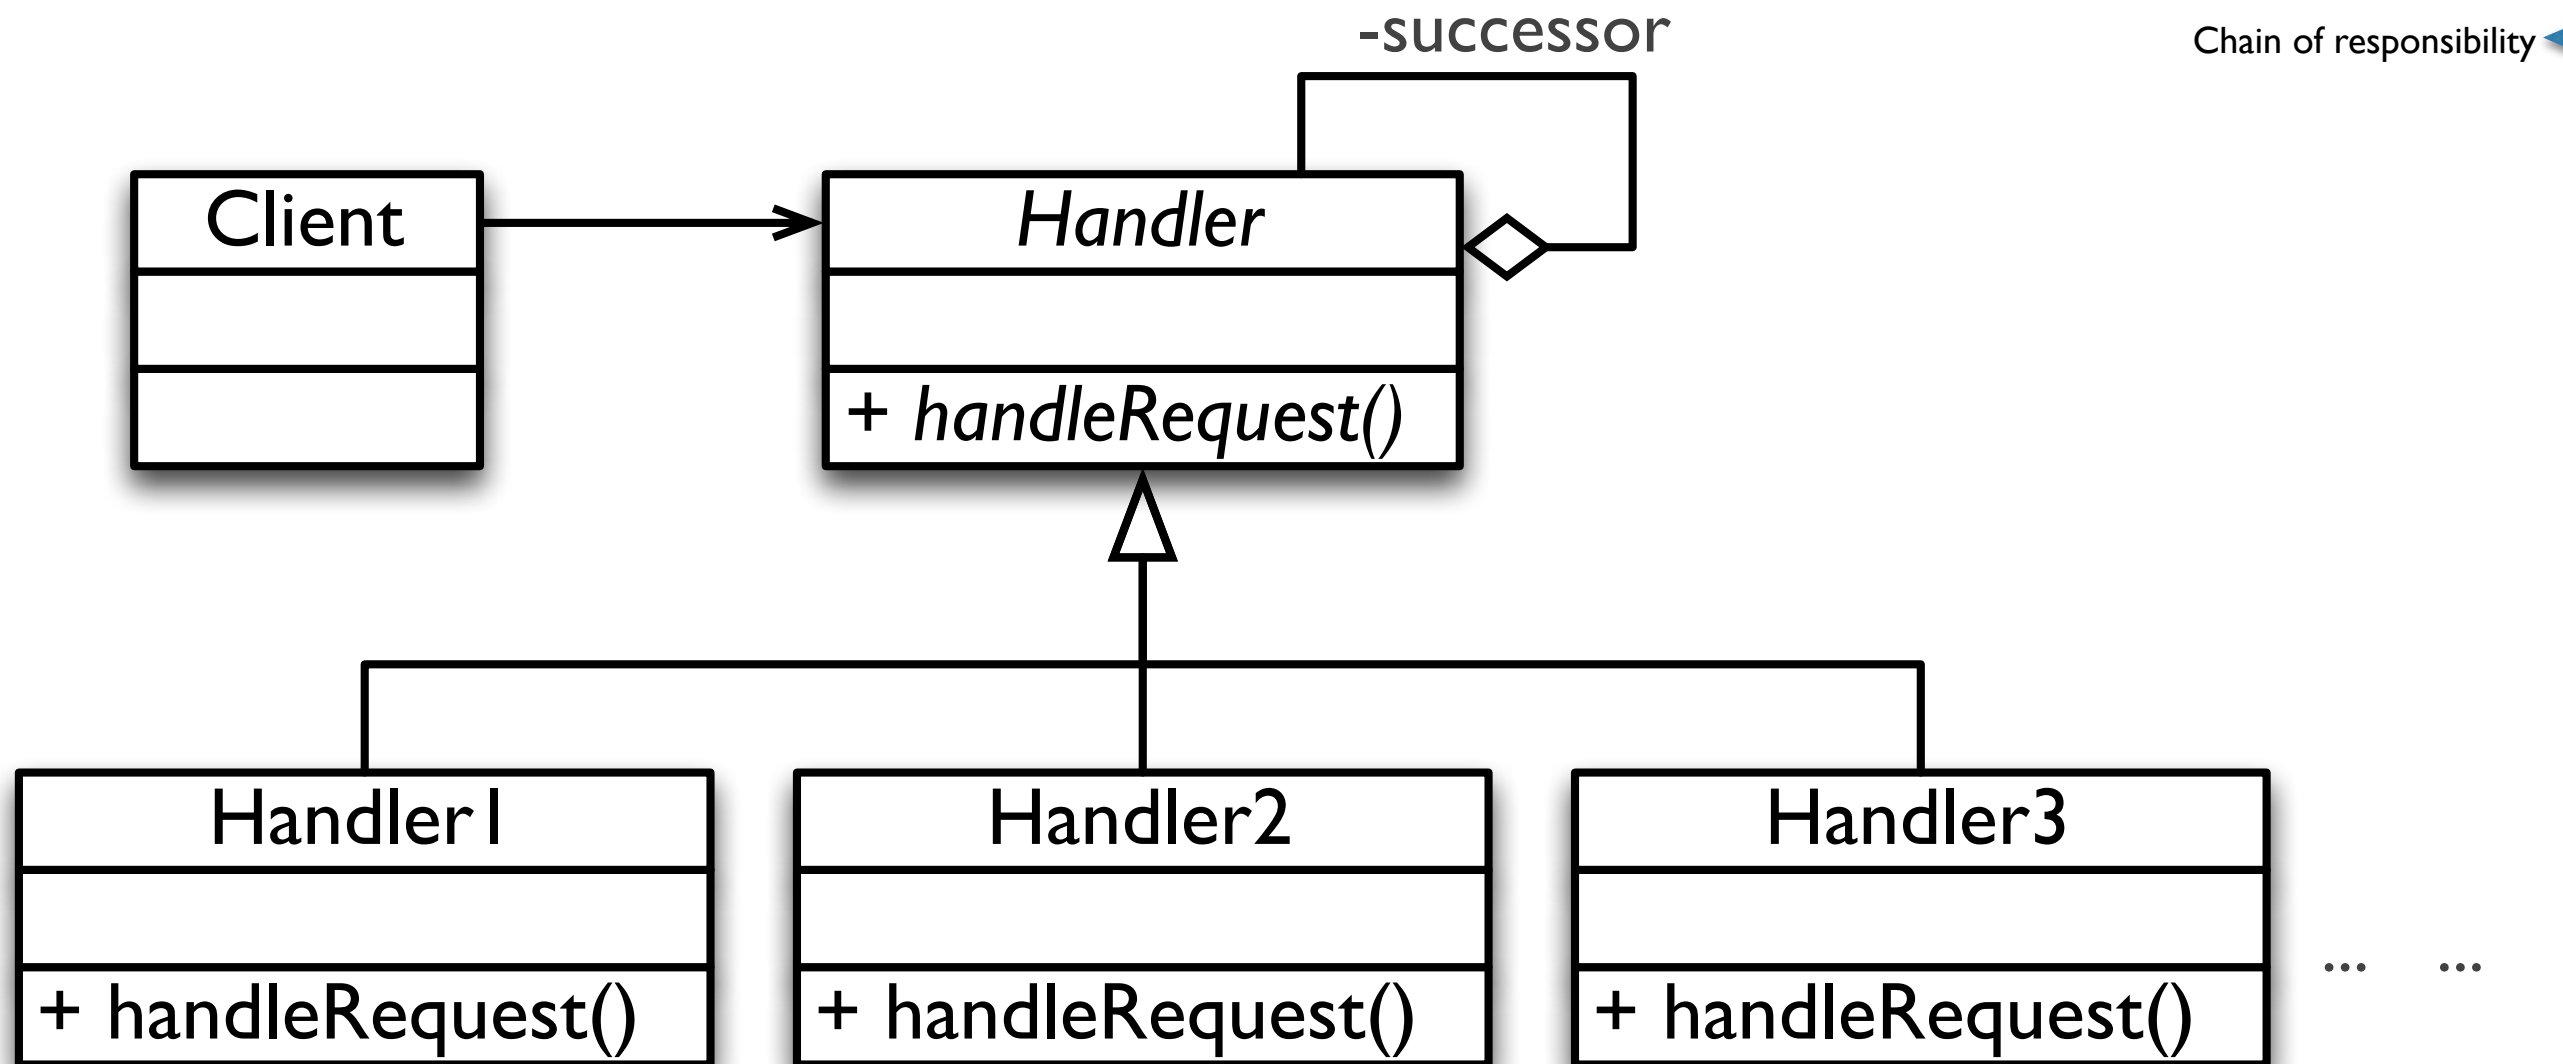 -successor
Chain of responsibility
Client
Handler
+ handleRequest()
Handler1
Handler2
Handler3
+ handleRequest()
+ handleRequest()
+ handleRequest()
... ...